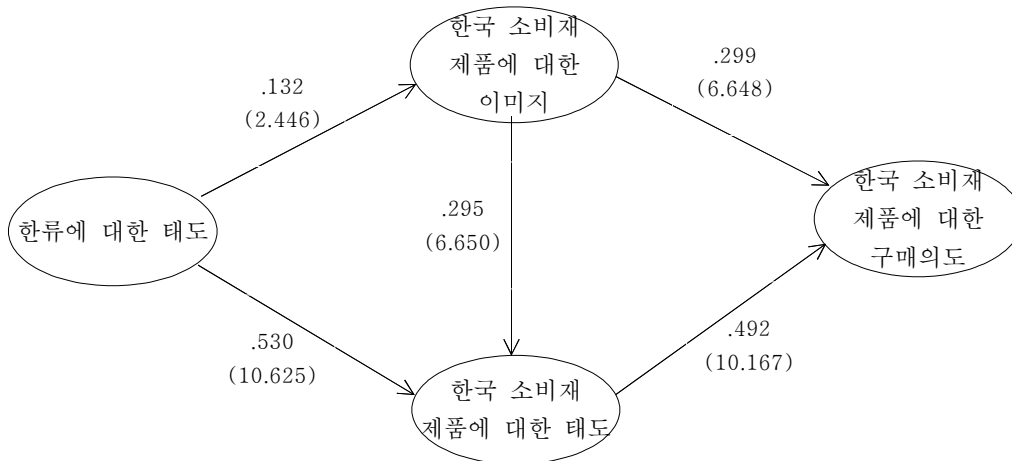 한국 소비재
제품에 대한
이미지
.132
(2.446)
.299
(6.648)
한류에 대한 태도
.295
(6.650)
한국 소비재
제품에 대한
구매의도
.530
(10.625)
.492
(10.167)
한국 소비재
제품에 대한 태도